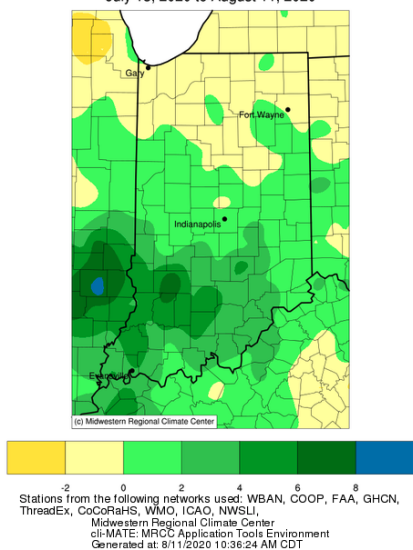 July 13, 2020 to August 11, 2020
Gary
Fort Wayne
Indianapolis
Evansville
(c) Midwestern Regional Climate Center
-2 0 2 4 6 8
Stations from the following networks used: WBAN, COOP, FAA, GHCN,
ThreadEx, CoCoRaHS, WMO, ICAO, NWSLI,
Midwestern Regional Climate Center
cli-MATE: MRCC Application Tools Environment
Generated at: 8/11/2020 10:36:24 AM CDT